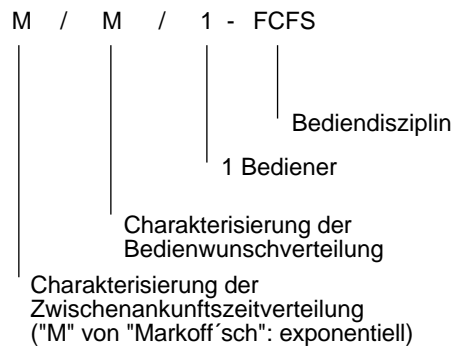 M / M / 1 - FCFS
Bediendisziplin
1 Bediener
Charakterisierung der
Bedienwunschverteilung
Charakterisierung der
Zwischenankunftszeitverteilung
("M" von "Markoff´sch": exponentiell)